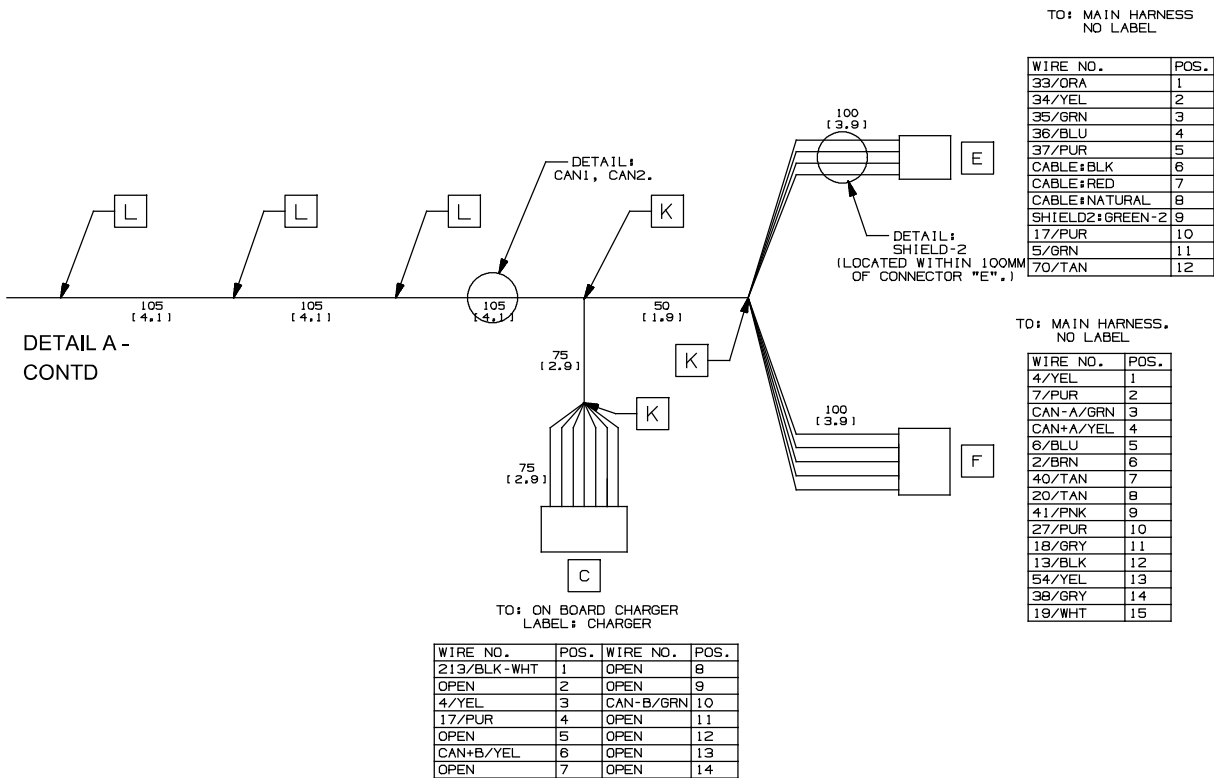 TO: MAIN HARNESS
NO LABEL
WIRE NO. POS.
33/ORA 1
34/YEL 2
35/GRN 3
36/BLU 4
37/PUR 5
CABLE:BLK 6
CABLE:RED 7
CABLE:NATURAL 8
SHIELD2:GREEN-2 9
17/PUR 10
5/GRN 11
70/TAN 12
100
[3.9]
E
DETAIL:
CAN1, CAN2.
L
L
L
K
DETAIL:
SHIELD-2
(LOCATED WITHIN 100MM
OF CONNECTOR "E".)
105
[4.1]
105
[4.1]
105
[4.1]
50
[1.9]
DETAIL A -
CONTD
75
[2.9]
K
K
TO: MAIN HARNESS.
NO LABEL
WIRE NO. POS.
4/YEL 1
7/PUR 2
CAN-A/GRN 3
CAN+A/YEL 4
6/BLU 5
2/BRN 6
40/TAN 7
20/TAN 8
41/PNK 9
27/PUR 10
18/GRY 11
13/BLK 12
54/YEL 13
38/GRY 14
19/WHT 15
100
[3.9]
F
75
[2.9]
C
TO: ON BOARD CHARGER
LABEL: CHARGER
WIRE NO. POS. WIRE NO. POS.
213/BLK-WHT 1 OPEN 8
OPEN 2 OPEN 9
4/YEL 3 CAN-B/GRN 10
17/PUR 4 OPEN 11
OPEN 5 OPEN 12
CAN+B/YEL 6 OPEN 13
OPEN 7 OPEN 14